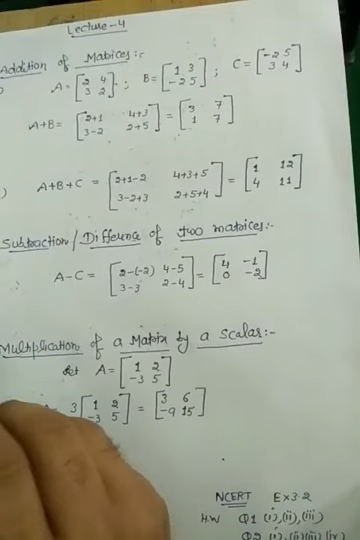 Lecture-4
Addition of Matrices:-
A = [2 4; 3 2] ; B = [1 3; -2 5] ; C = [-2 5; 3 4]
A+B = [2+1 4+3; 3-2 2+5] = [3 7; 1 7]
) A+B+C = [2+1-2 4+3+5; 3-2+3 2+5+4] = [1 12; 4 11]
Subtraction/Difference of two matrices:-
A-C = [2-(-2) 4-5; 3-3 2-4] = [4 -1; 0 -2]
Multiplication of a Matrix by a Scalar:-
let A = [1 2; -3 5]
3[1 2; -3 5] = [3 6; -9 15]
NCERT Ex 3.2
H.W Q1 (i),(ii),(iii)
Q2 (i),(ii)(iii)(iv)